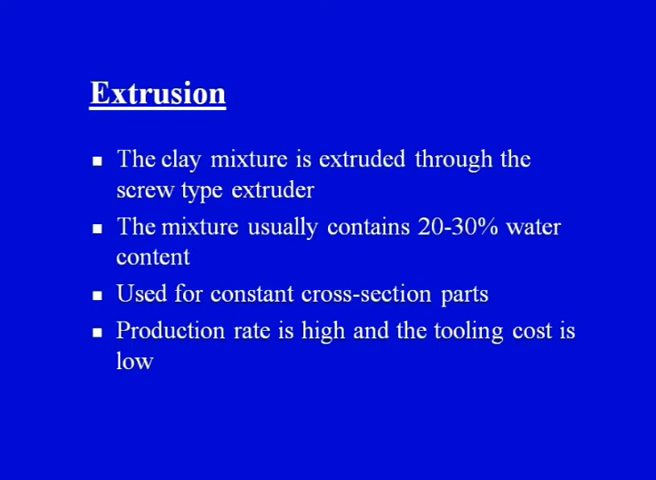 Extrusion
The clay mixture is extruded through the
screw type extruder
The mixture usually contains 20-30% water
content
Used for constant cross-section parts
Production rate is high and the tooling cost is
low